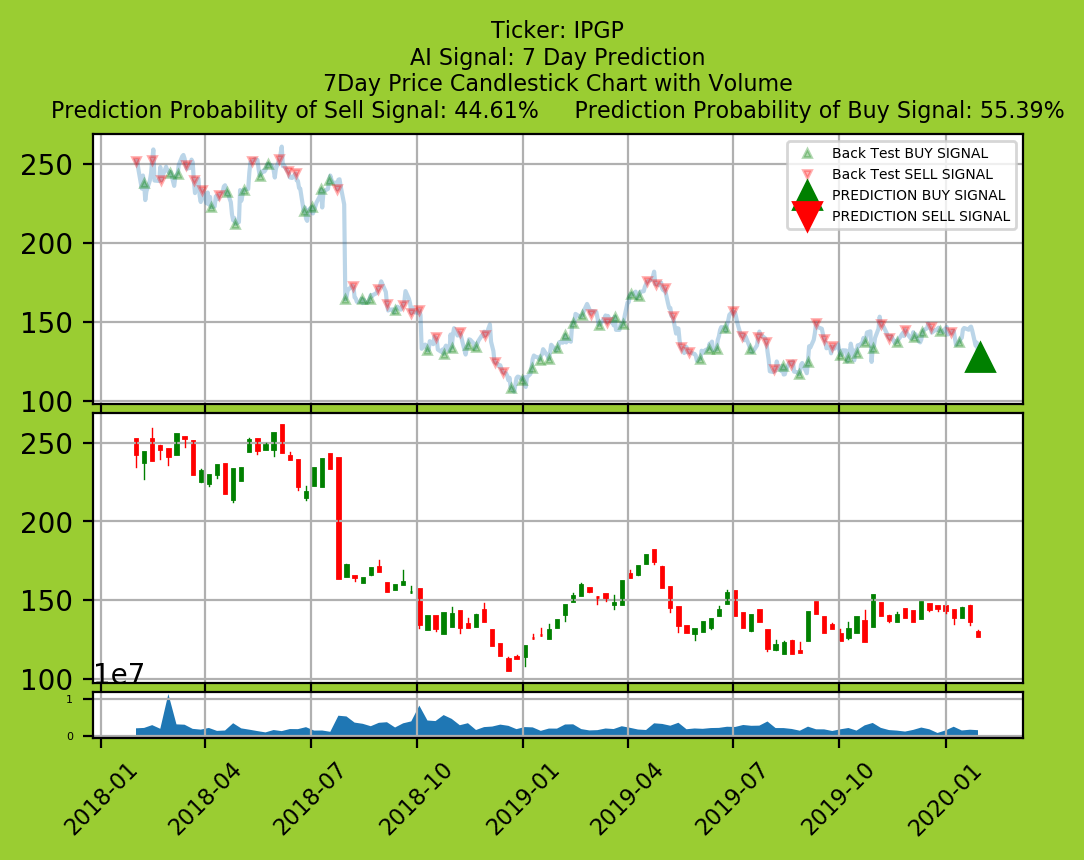 Ticker: IPGP
AI Signal: 7 Day Prediction
7Day Price Candlestick Chart with Volume
Prediction Probability of Sell Signal: 44.61% Prediction Probability of Buy Signal: 55.39%
250
200
150
100
Back Test BUY SIGNAL
Back Test SELL SIGNAL
PREDICTION BUY SIGNAL
PREDICTION SELL SIGNAL
250
200
150
100
1e7
1
0
2018-01
2018-04
2018-07
2018-10
2019-01
2019-04
2019-07
2019-10
2020-01